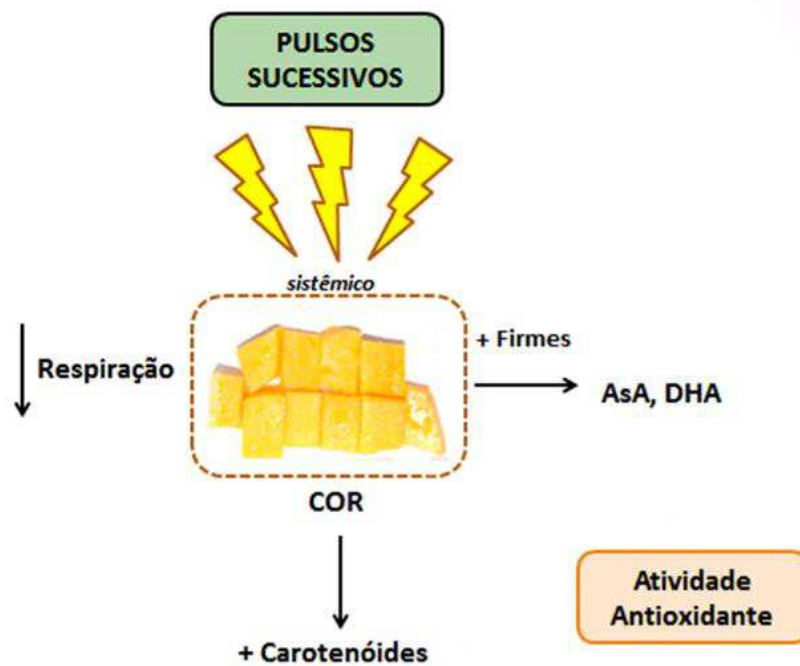 PULSOS
SUCESSIVOS
sistêmico
Respiração
+ Firmes
AsA, DHA
COR
+ Carotenóides
Atividade
Antioxidante